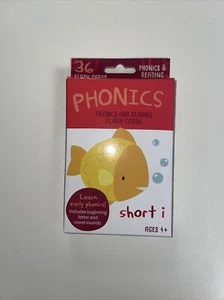 36
FLASH CARDS
PHONICS &
READING
PHONICS
PHONICS AND READING
FLASH CARDS
Learn
early phonics!
Includes beginning
letter and
vowel sounds.
short i
AGES 4+